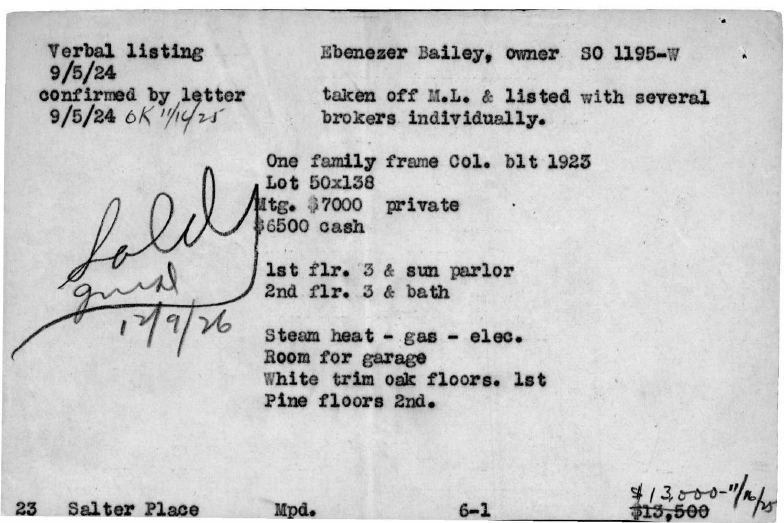 Verbal listing
9/5/24
confirmed by letter
9/5/24 OK 11/16/25
Ebenezer Bailey, owner SO 1195-W
taken off M.L. & listed with several
brokers individually.
One family frame Col. blt 1923
Lot 50x138
Mtg. $7000 private
$6500 cash
1st flr. 3 & sun parlor
2nd flr. 3 & bath
Sold
12/9/26
Steam heat - gas - elec.
Room for garage
White trim oak floors. 1st
Pine floors 2nd.
$13,000-11/16/25
23 Salter Place Mpd. 6-1 $13,500